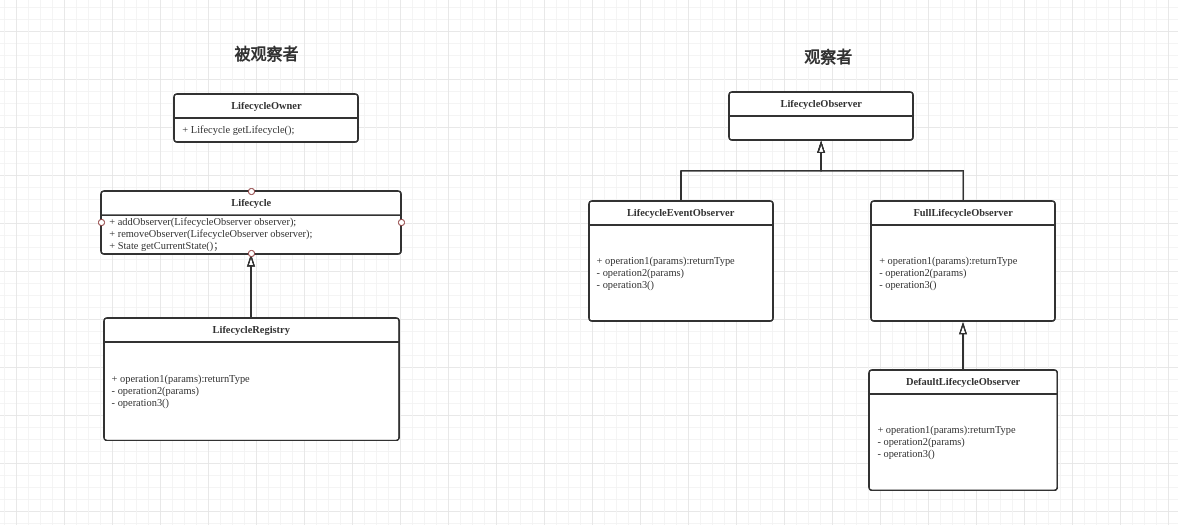 被观察者
LifecycleOwner
+ Lifecycle getLifecycle();
Lifecycle
+ addObserver(LifecycleObserver observer);
+ removeObserver(LifecycleObserver observer);
+ State getCurrentState()；
LifecycleRegistry
+ operation1(params):returnType
- operation2(params)
- operation3()
观察者
LifecycleObserver
LifecycleEventObserver
+ operation1(params):returnType
- operation2(params)
- operation3()
FullLifecycleObserver
+ operation1(params):returnType
- operation2(params)
- operation3()
DefaultLifecycleObserver
+ operation1(params):returnType
- operation2(params)
- operation3()